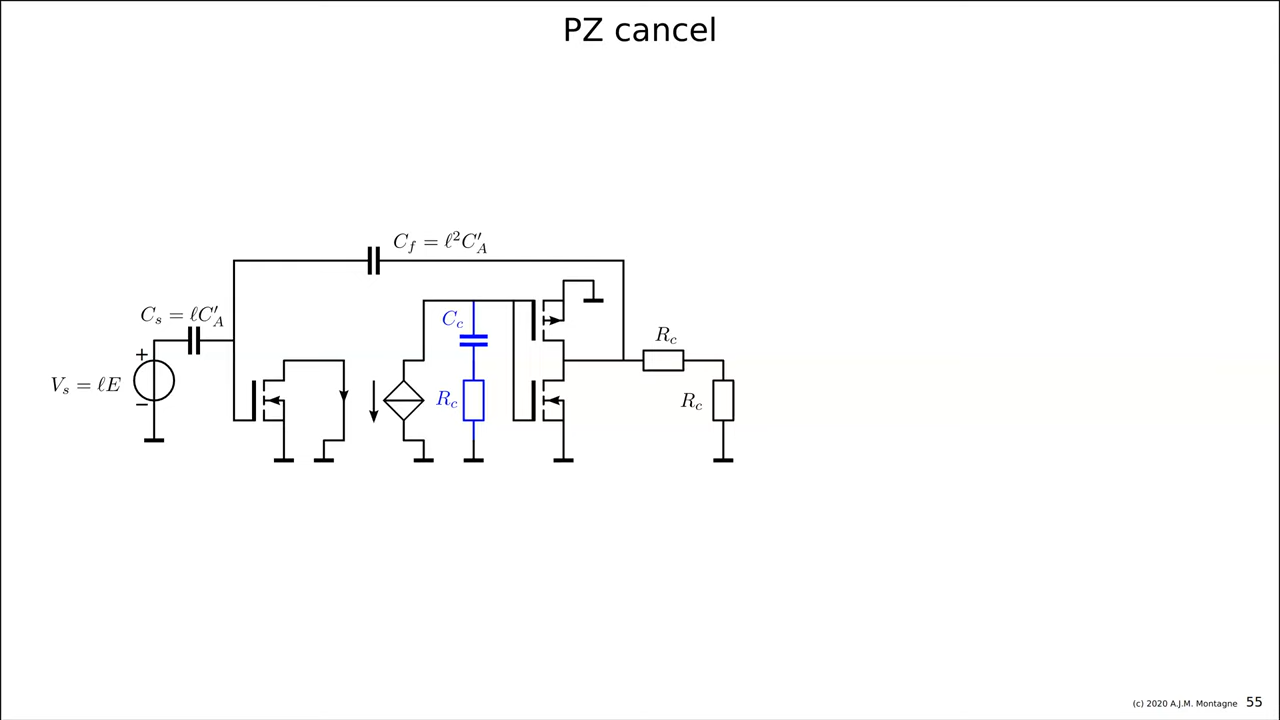 PZ cancel
C_f = ℓ²C′_A
C_s = ℓC′_A
C_c
R_c
+
V_s = ℓE
−
R_c
R_c
(c) 2020 A.J.M. Montagne 55